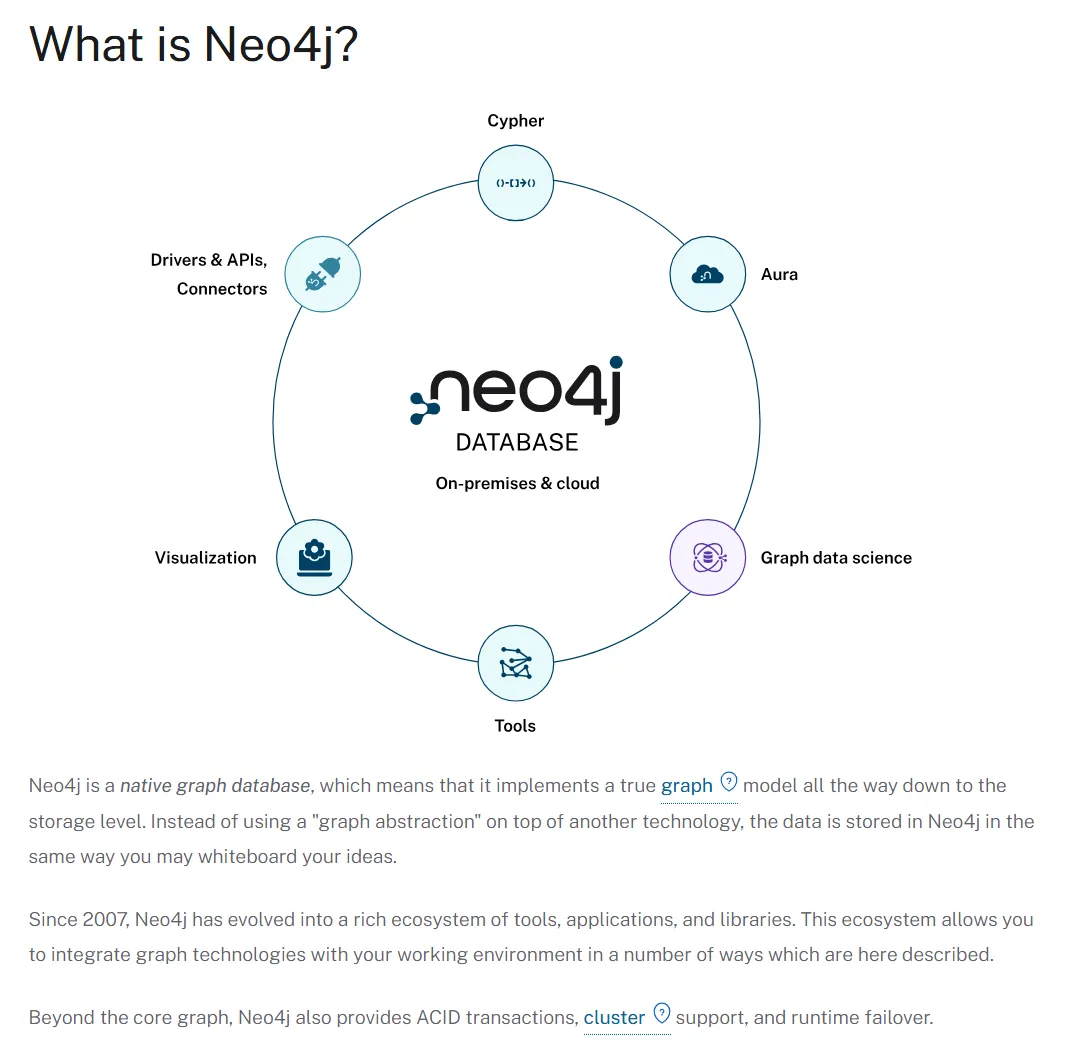 What is Neo4j?
Cypher
()-[]->()
Drivers & APIs,
Connectors
Aura
n
neo4j
DATABASE
On-premises & cloud
Visualization
Graph data science
Tools
Neo4j is a native graph database, which means that it implements a true graph ? model all the way down to the
storage level. Instead of using a "graph abstraction" on top of another technology, the data is stored in Neo4j in the
same way you may whiteboard your ideas.
Since 2007, Neo4j has evolved into a rich ecosystem of tools, applications, and libraries. This ecosystem allows you
to integrate graph technologies with your working environment in a number of ways which are here described.
Beyond the core graph, Neo4j also provides ACID transactions, cluster ? support, and runtime failover.